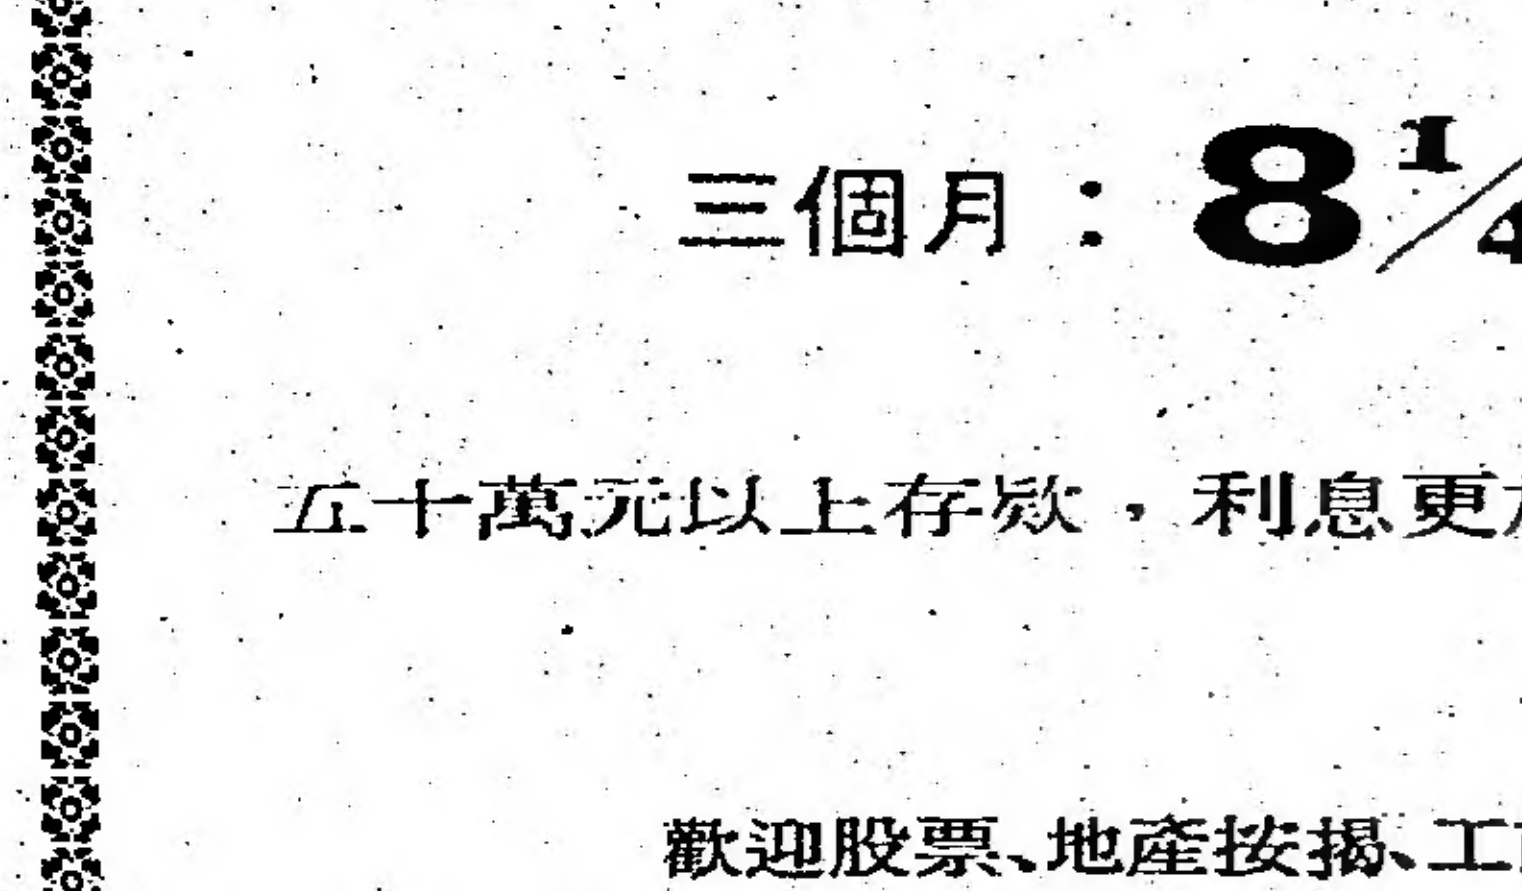 三個月：8¼
五十萬元以上存欵，利息更
歡迎股票、地產按揭、工